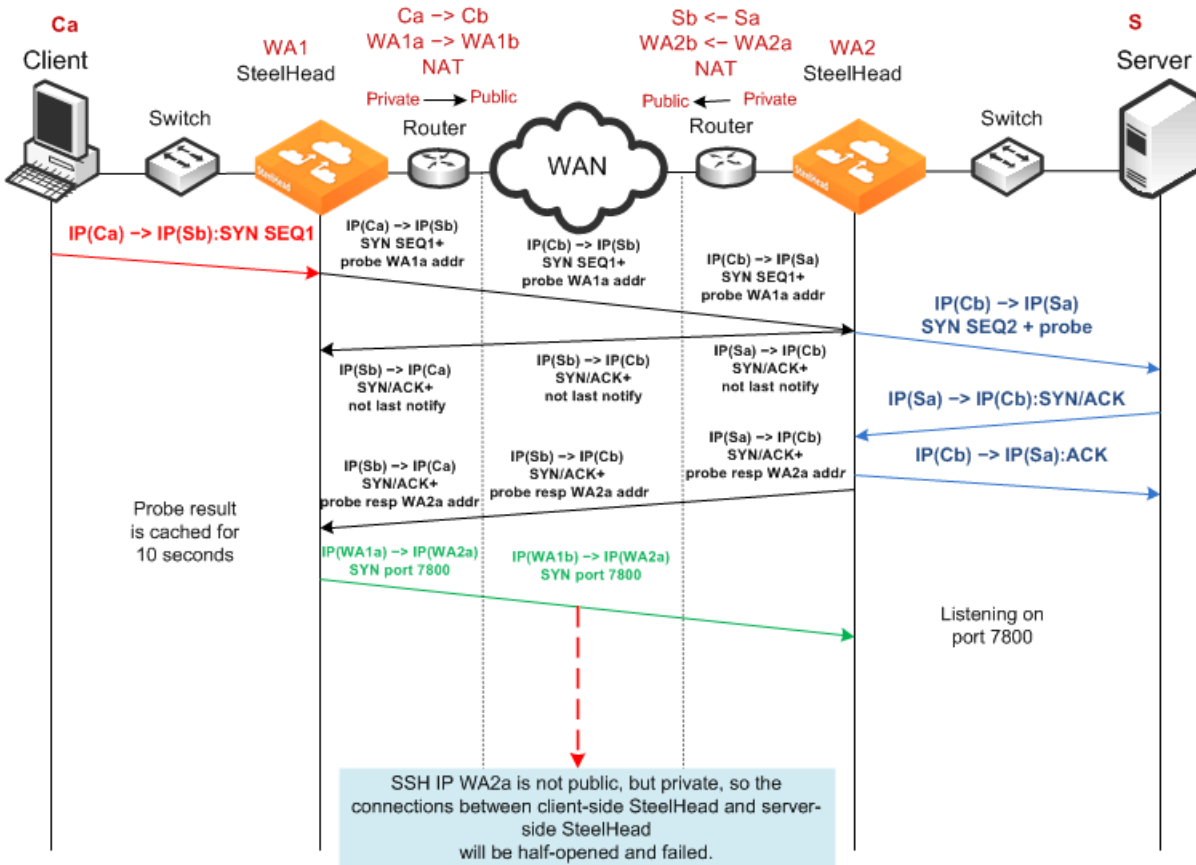 Ca
Client
Switch
WA1
SteelHead
SteelHead
Ca −> Cb
WA1a −> WA1b
NAT
Private
Public
Router
WAN
Sb <− Sa
WA2b <− WA2a
NAT
Public
Private
Router
WA2
SteelHead
SteelHead
Switch
S
Server
IP(Ca) −> IP(Sb):SYN SEQ1
IP(Ca) −> IP(Sb)
SYN SEQ1+
probe WA1a addr
IP(Cb) −> IP(Sb)
SYN SEQ1+
probe WA1a addr
IP(Cb) −> IP(Sa)
SYN SEQ1+
probe WA1a addr
IP(Cb) −> IP(Sa)
SYN SEQ2 + probe
IP(Sb) −> IP(Ca)
SYN/ACK+
not last notify
IP(Sb) −> IP(Cb)
SYN/ACK+
not last notify
IP(Sa) −> IP(Cb)
SYN/ACK+
not last notify
IP(Sa) −> IP(Cb):SYN/ACK
IP(Sb) −> IP(Ca)
SYN/ACK+
probe resp WA2a addr
IP(Sb) −> IP(Cb)
SYN/ACK+
probe resp WA2a addr
IP(Sa) −> IP(Cb)
SYN/ACK+
probe resp WA2a addr
IP(Cb) −> IP(Sa):ACK
Probe result
is cached for
10 seconds
IP(WA1a) −> IP(WA2a)
SYN port 7800
IP(WA1b) −> IP(WA2a)
SYN port 7800
Listening on
port 7800
SSH IP WA2a is not public, but private, so the
connections between client-side SteelHead and server-
side SteelHead
will be half-opened and failed.